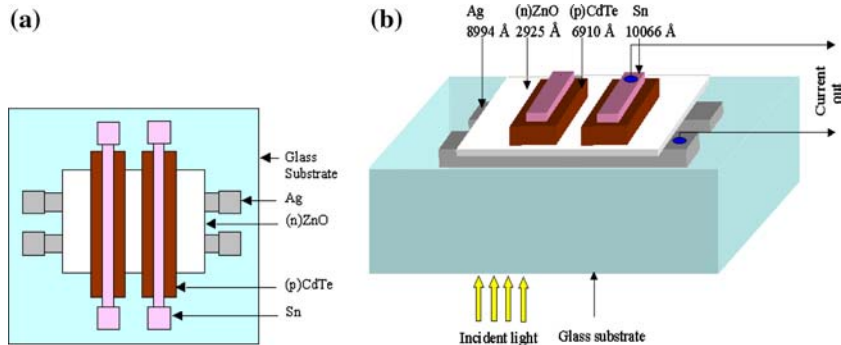 (a)
Glass
Substrate
Ag
(n)ZnO
(p)CdTe
Sn
(b)
Ag (n)ZnO (p)CdTe Sn
8994 Å 2925 Å 6910 Å 10066 Å
Current
out
Incident light Glass substrate